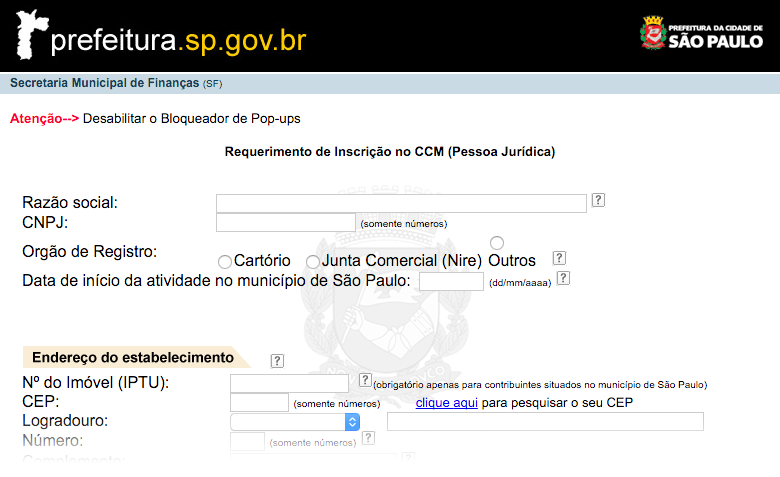 prefeitura.sp.gov.br
PREFEITURA DA CIDADE DE
SÃO PAULO
Secretaria Municipal de Finanças (SF)
Atenção--> Desabilitar o Bloqueador de Pop-ups
Requerimento de Inscrição no CCM (Pessoa Jurídica)
Razão social: ?
CNPJ: (somente números)
Orgão de Registro: Cartório Junta Comercial (Nire) Outros ?
Data de início da atividade no município de São Paulo: (dd/mm/aaaa) ?
Endereço do estabelecimento ?
Nº do Imóvel (IPTU): ? (obrigatório apenas para contribuintes situados no município de São Paulo)
CEP: (somente números) clique aqui para pesquisar o seu CEP
Logradouro:
Número: (somente números) ?
Complemento: ?